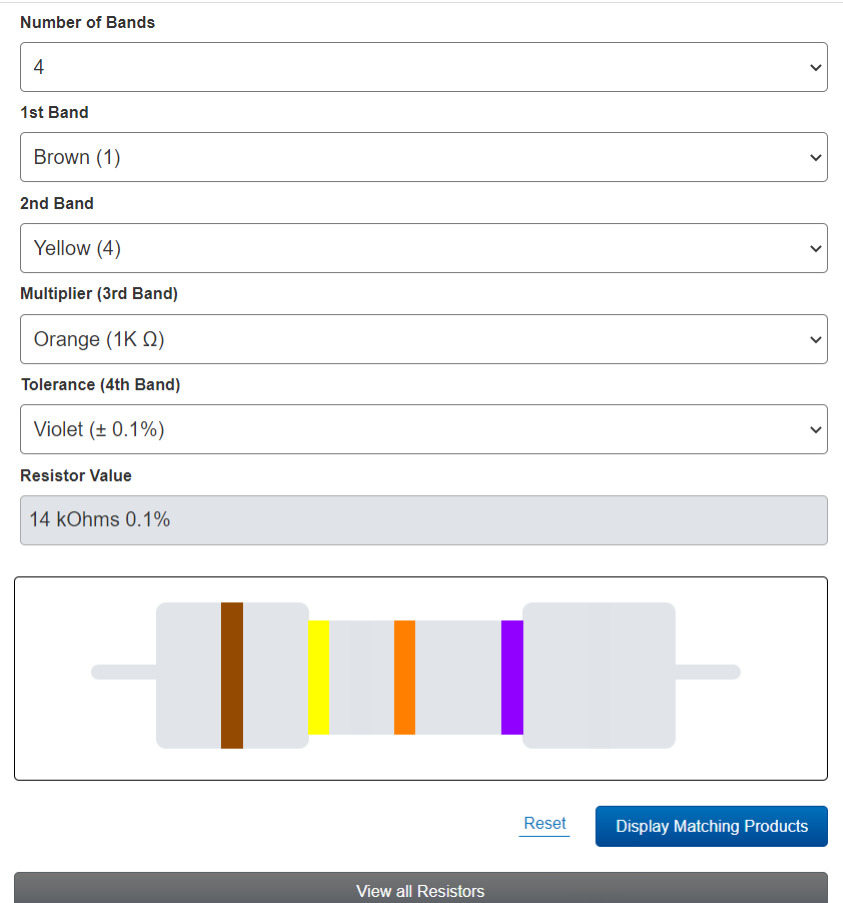 Number of Bands
4
1st Band
Brown (1)
2nd Band
Yellow (4)
Multiplier (3rd Band)
Orange (1K Ω)
Tolerance (4th Band)
Violet (± 0.1%)
Resistor Value
14 kOhms 0.1%
Reset
Display Matching Products
View all Resistors